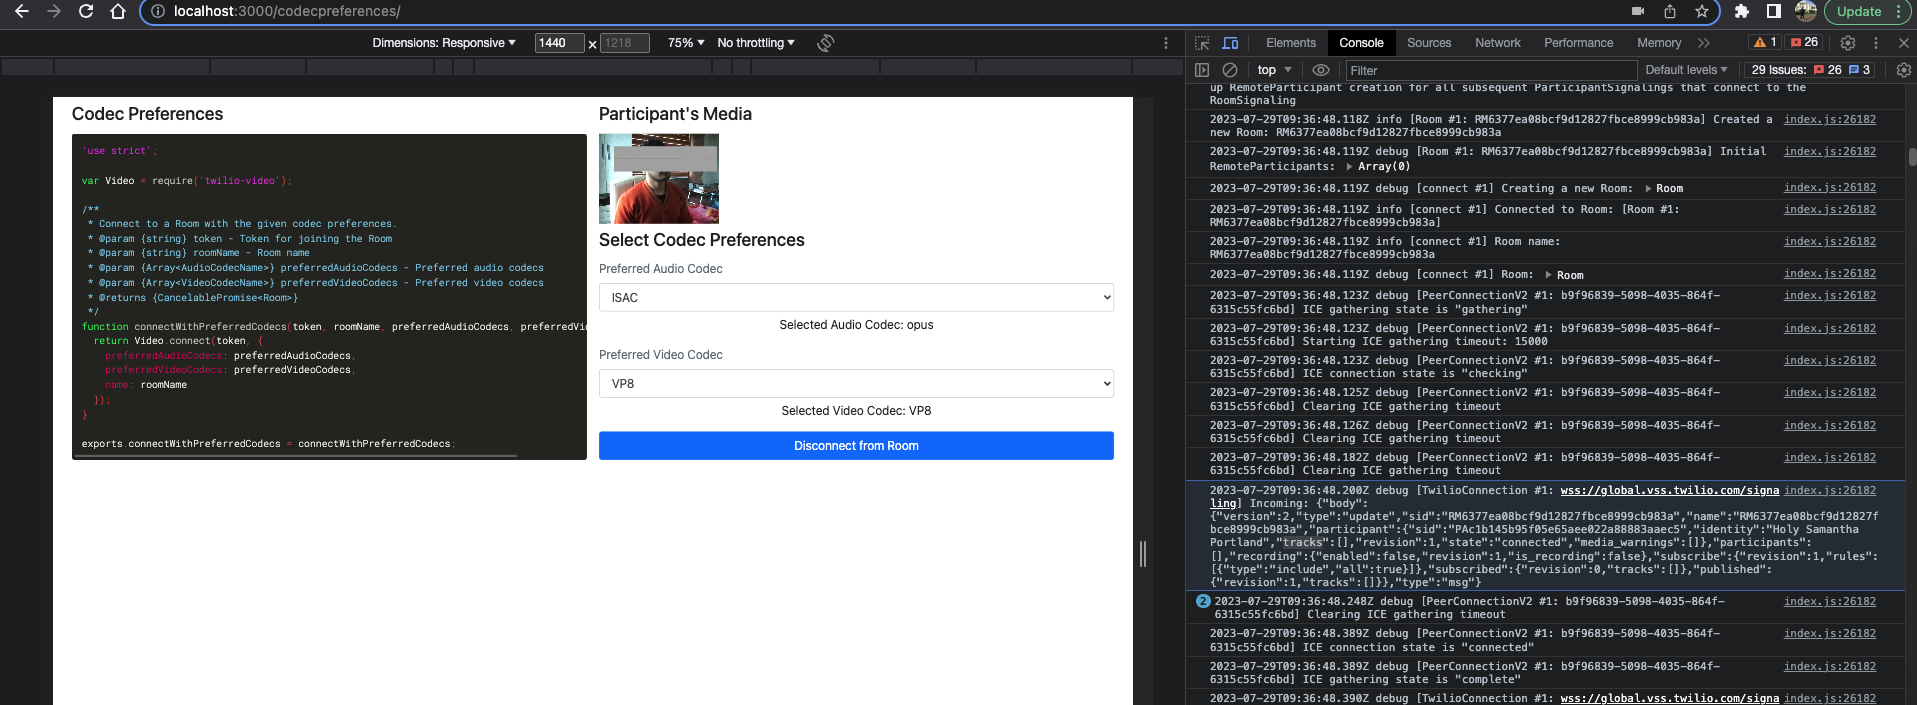 localhost:3000/codecpreferences/
Update
Dimensions: Responsive
1440
x
1218
75%
No throttling
Elements
Console
Sources
Network
Performance
Memory
1
26
top
Filter
Default levels
29 Issues:
26
3
Codec Preferences
'use strict';
var Video = require('twilio-video');
/**
* Connect to a Room with the given codec preferences.
* @param {string} token - Token for joining the Room
* @param {string} roomName - Room name
* @param {Array<AudioCodecName>} preferredAudioCodecs - Preferred audio codecs
* @param {Array<VideoCodecName>} preferredVideoCodecs - Preferred video codecs
* @returns {CancelablePromise<Room>}
*/
function connectWithPreferredCodecs(token, roomName, preferredAudioCodecs, preferredVi
return Video.connect(token, {
preferredAudioCodecs: preferredAudioCodecs,
preferredVideoCodecs: preferredVideoCodecs,
name: roomName
});
}
exports.connectWithPreferredCodecs = connectWithPreferredCodecs;
Participant's Media
Select Codec Preferences
Preferred Audio Codec
ISAC
Selected Audio Codec: opus
Preferred Video Codec
VP8
Selected Video Codec: VP8
Disconnect from Room
up RemoteParticipant creation for all subsequent ParticipantSignalings that connect to the
RoomSignaling
2023-07-29T09:36:48.118Z info [Room #1: RM6377ea08bcf9d12827fbce8999cb983a] Created a index.js:26182
new Room: RM6377ea08bcf9d12827fbce8999cb983a
2023-07-29T09:36:48.119Z debug [Room #1: RM6377ea08bcf9d12827fbce8999cb983a] Initial index.js:26182
RemoteParticipants: ▶ Array(0)
2023-07-29T09:36:48.119Z debug [connect #1] Creating a new Room: ▶ Room index.js:26182
2023-07-29T09:36:48.119Z info [connect #1] Connected to Room: [Room #1: index.js:26182
RM6377ea08bcf9d12827fbce8999cb983a]
2023-07-29T09:36:48.119Z info [connect #1] Room name: index.js:26182
RM6377ea08bcf9d12827fbce8999cb983a
2023-07-29T09:36:48.119Z debug [connect #1] Room: ▶ Room index.js:26182
2023-07-29T09:36:48.123Z debug [PeerConnectionV2 #1: b9f96839-5098-4035-864f- index.js:26182
6315c55fc6bd] ICE gathering state is "gathering"
2023-07-29T09:36:48.123Z debug [PeerConnectionV2 #1: b9f96839-5098-4035-864f- index.js:26182
6315c55fc6bd] Starting ICE gathering timeout: 15000
2023-07-29T09:36:48.123Z debug [PeerConnectionV2 #1: b9f96839-5098-4035-864f- index.js:26182
6315c55fc6bd] ICE connection state is "checking"
2023-07-29T09:36:48.125Z debug [PeerConnectionV2 #1: b9f96839-5098-4035-864f- index.js:26182
6315c55fc6bd] Clearing ICE gathering timeout
2023-07-29T09:36:48.126Z debug [PeerConnectionV2 #1: b9f96839-5098-4035-864f- index.js:26182
6315c55fc6bd] Clearing ICE gathering timeout
2023-07-29T09:36:48.182Z debug [PeerConnectionV2 #1: b9f96839-5098-4035-864f- index.js:26182
6315c55fc6bd] Clearing ICE gathering timeout
2023-07-29T09:36:48.200Z debug [TwilioConnection #1: wss://global.vss.twilio.com/signa index.js:26182
ling] Incoming: {"body":
{"version":2,"type":"update","sid":"RM6377ea08bcf9d12827fbce8999cb983a","name":"RM6377ea08bcf9d12827f
bce8999cb983a","participant":{"sid":"PAc1b145b95f05e65aee022a88883aaec5","identity":"Holy Samantha
Portland","tracks":[],"revision":1,"state":"connected","media_warnings":[]},"participants":
[],"recording":{"enabled":false,"revision":1,"is_recording":false},"subscribe":{"revision":1,"rules":
[{"type":"include","all":true}]},"subscribed":{"revision":0,"tracks":[]},"published":
{"revision":1,"tracks":[]}},"type":"msg"}
2 2023-07-29T09:36:48.248Z debug [PeerConnectionV2 #1: b9f96839-5098-4035-864f- index.js:26182
6315c55fc6bd] Clearing ICE gathering timeout
2023-07-29T09:36:48.389Z debug [PeerConnectionV2 #1: b9f96839-5098-4035-864f- index.js:26182
6315c55fc6bd] ICE connection state is "connected"
2023-07-29T09:36:48.389Z debug [PeerConnectionV2 #1: b9f96839-5098-4035-864f- index.js:26182
6315c55fc6bd] ICE gathering state is "complete"
2023-07-29T09:36:48.390Z debug [TwilioConnection #1: wss://global.vss.twilio.com/signa index.js:26182